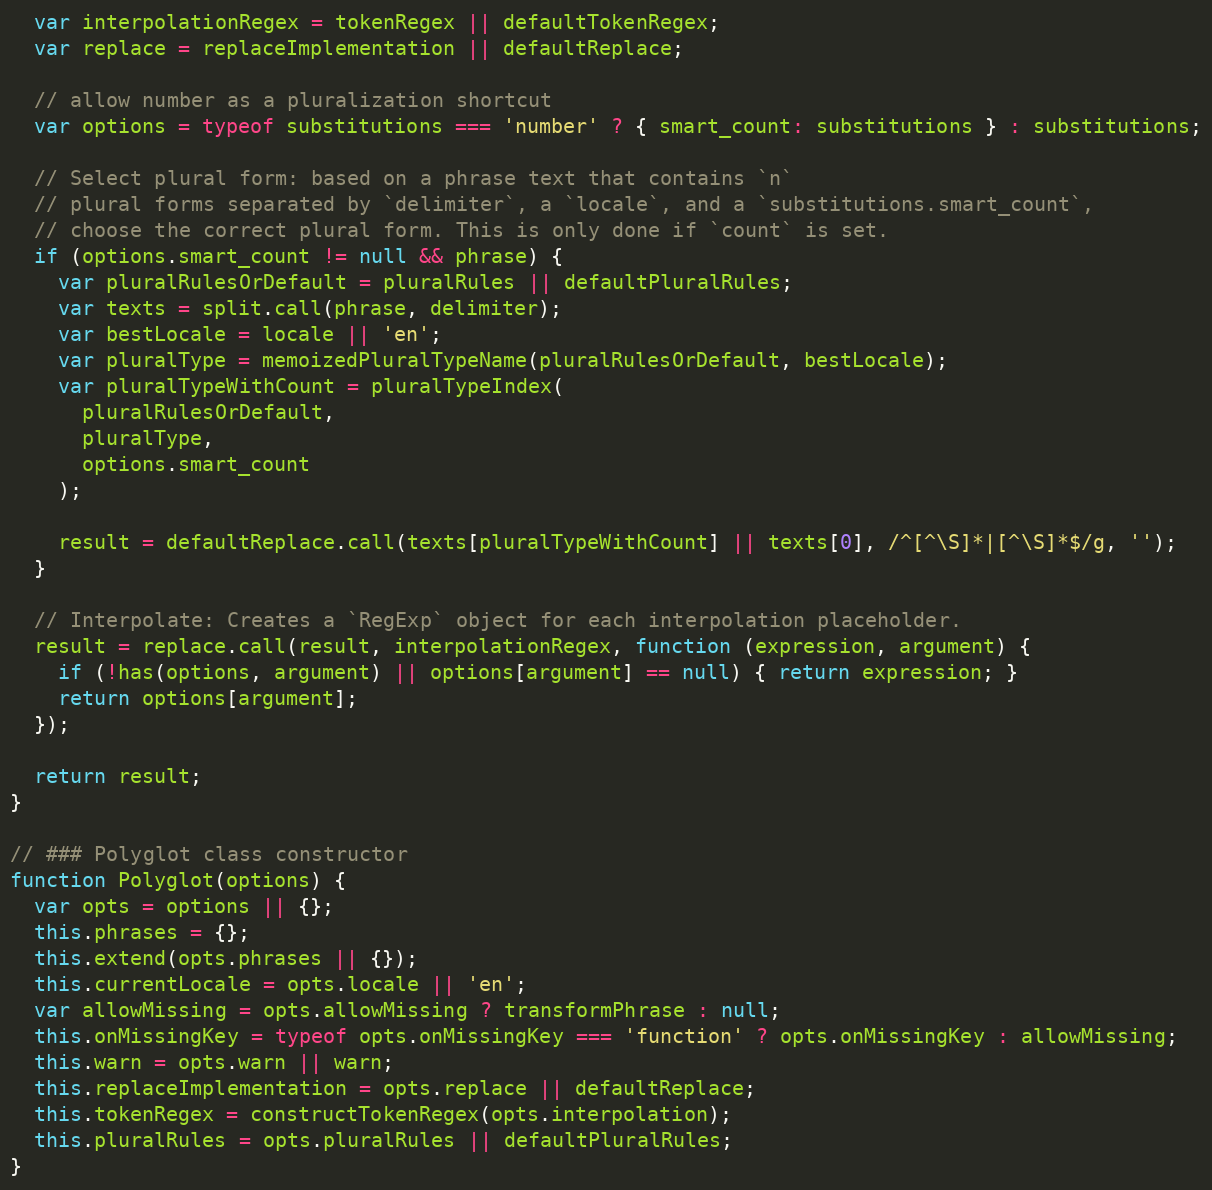 var interpolationRegex = tokenRegex || defaultTokenRegex;
  var replace = replaceImplementation || defaultReplace;

  // allow number as a pluralization shortcut
  var options = typeof substitutions === 'number' ? { smart_count: substitutions } : substitutions;

  // Select plural form: based on a phrase text that contains `n`
  // plural forms separated by `delimiter`, a `locale`, and a `substitutions.smart_count`,
  // choose the correct plural form. This is only done if `count` is set.
  if (options.smart_count != null && phrase) {
    var pluralRulesOrDefault = pluralRules || defaultPluralRules;
    var texts = split.call(phrase, delimiter);
    var bestLocale = locale || 'en';
    var pluralType = memoizedPluralTypeName(pluralRulesOrDefault, bestLocale);
    var pluralTypeWithCount = pluralTypeIndex(
      pluralRulesOrDefault,
      pluralType,
      options.smart_count
    );

    result = defaultReplace.call(texts[pluralTypeWithCount] || texts[0], /^[^\S]*|[^\S]*$/g, '');
  }

  // Interpolate: Creates a `RegExp` object for each interpolation placeholder.
  result = replace.call(result, interpolationRegex, function (expression, argument) {
    if (!has(options, argument) || options[argument] == null) { return expression; }
    return options[argument];
  });

  return result;
}

// ### Polyglot class constructor
function Polyglot(options) {
  var opts = options || {};
  this.phrases = {};
  this.extend(opts.phrases || {});
  this.currentLocale = opts.locale || 'en';
  var allowMissing = opts.allowMissing ? transformPhrase : null;
  this.onMissingKey = typeof opts.onMissingKey === 'function' ? opts.onMissingKey : allowMissing;
  this.warn = opts.warn || warn;
  this.replaceImplementation = opts.replace || defaultReplace;
  this.tokenRegex = constructTokenRegex(opts.interpolation);
  this.pluralRules = opts.pluralRules || defaultPluralRules;
}